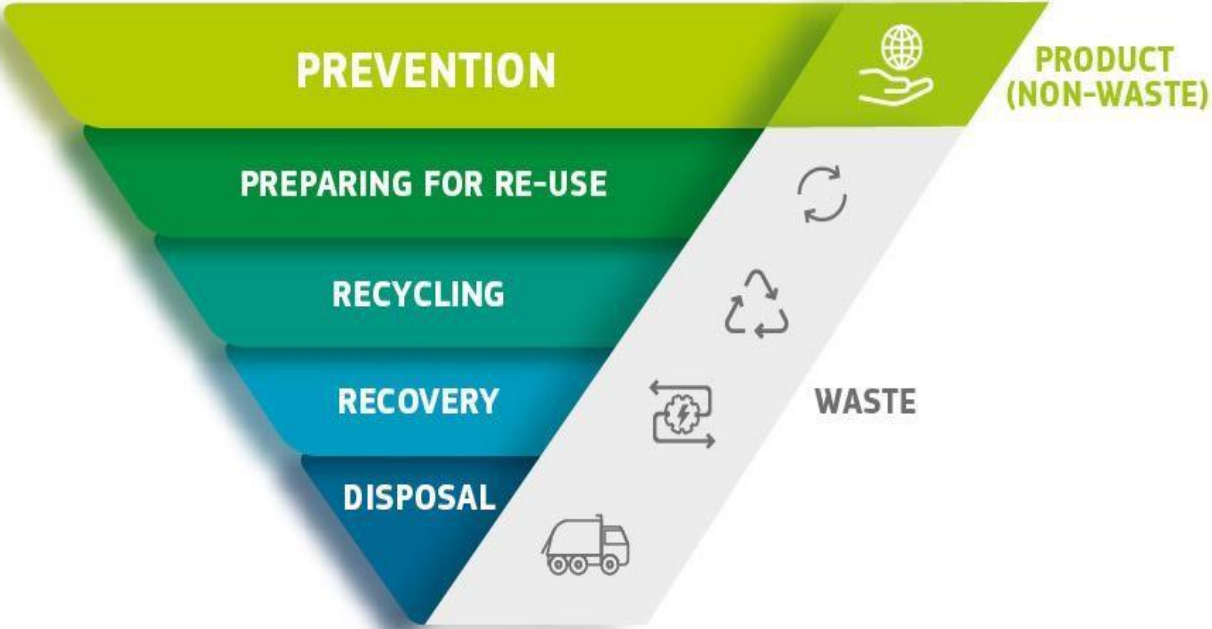 PREVENTION
PRODUCT
(NON-WASTE)
PREPARING FOR RE-USE
RECYCLING
RECOVERY
WASTE
DISPOSAL